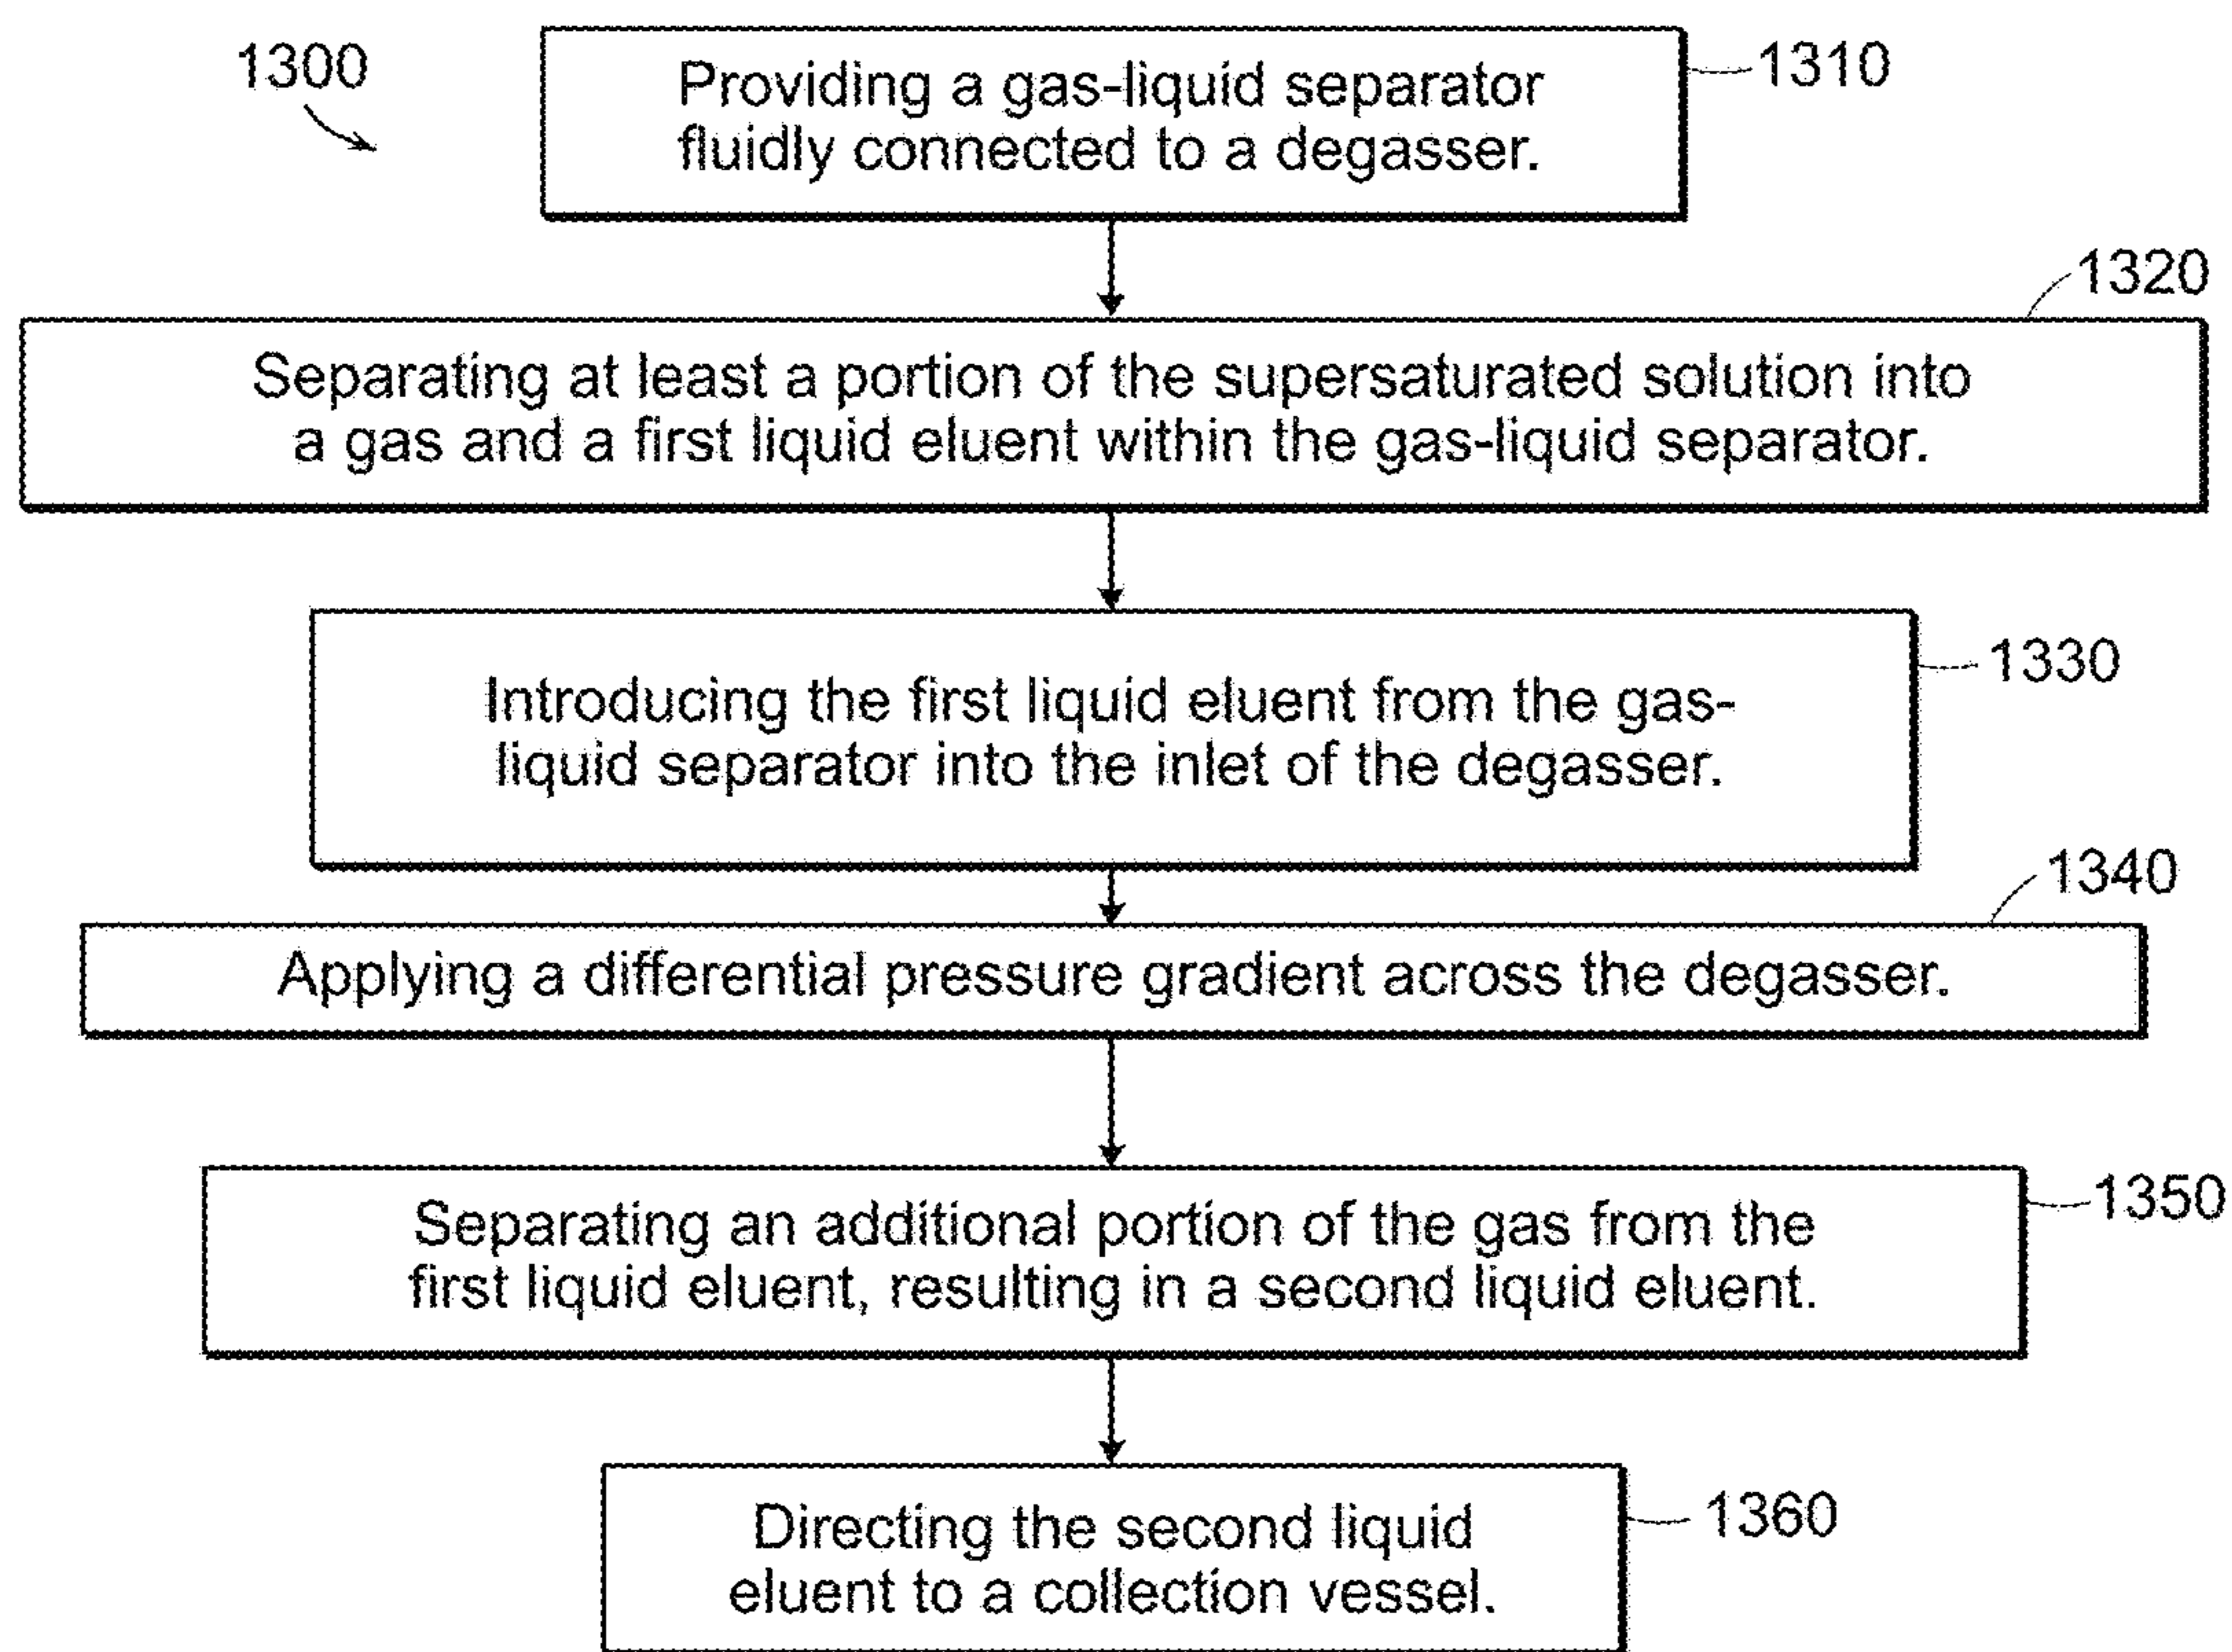 1300
Providing a gas-liquid separator
fluidly connected to a degasser.
1310
1320
Separating at least a portion of the supersaturated solution into
a gas and a first liquid eluent within the gas-liquid separator.
1330
Introducing the first liquid eluent from the gas-
liquid separator into the inlet of the degasser.
1340
Applying a differential pressure gradient across the degasser.
1350
Separating an additional portion of the gas from the
first liquid eluent, resulting in a second liquid eluent.
1360
Directing the second liquid
eluent to a collection vessel.